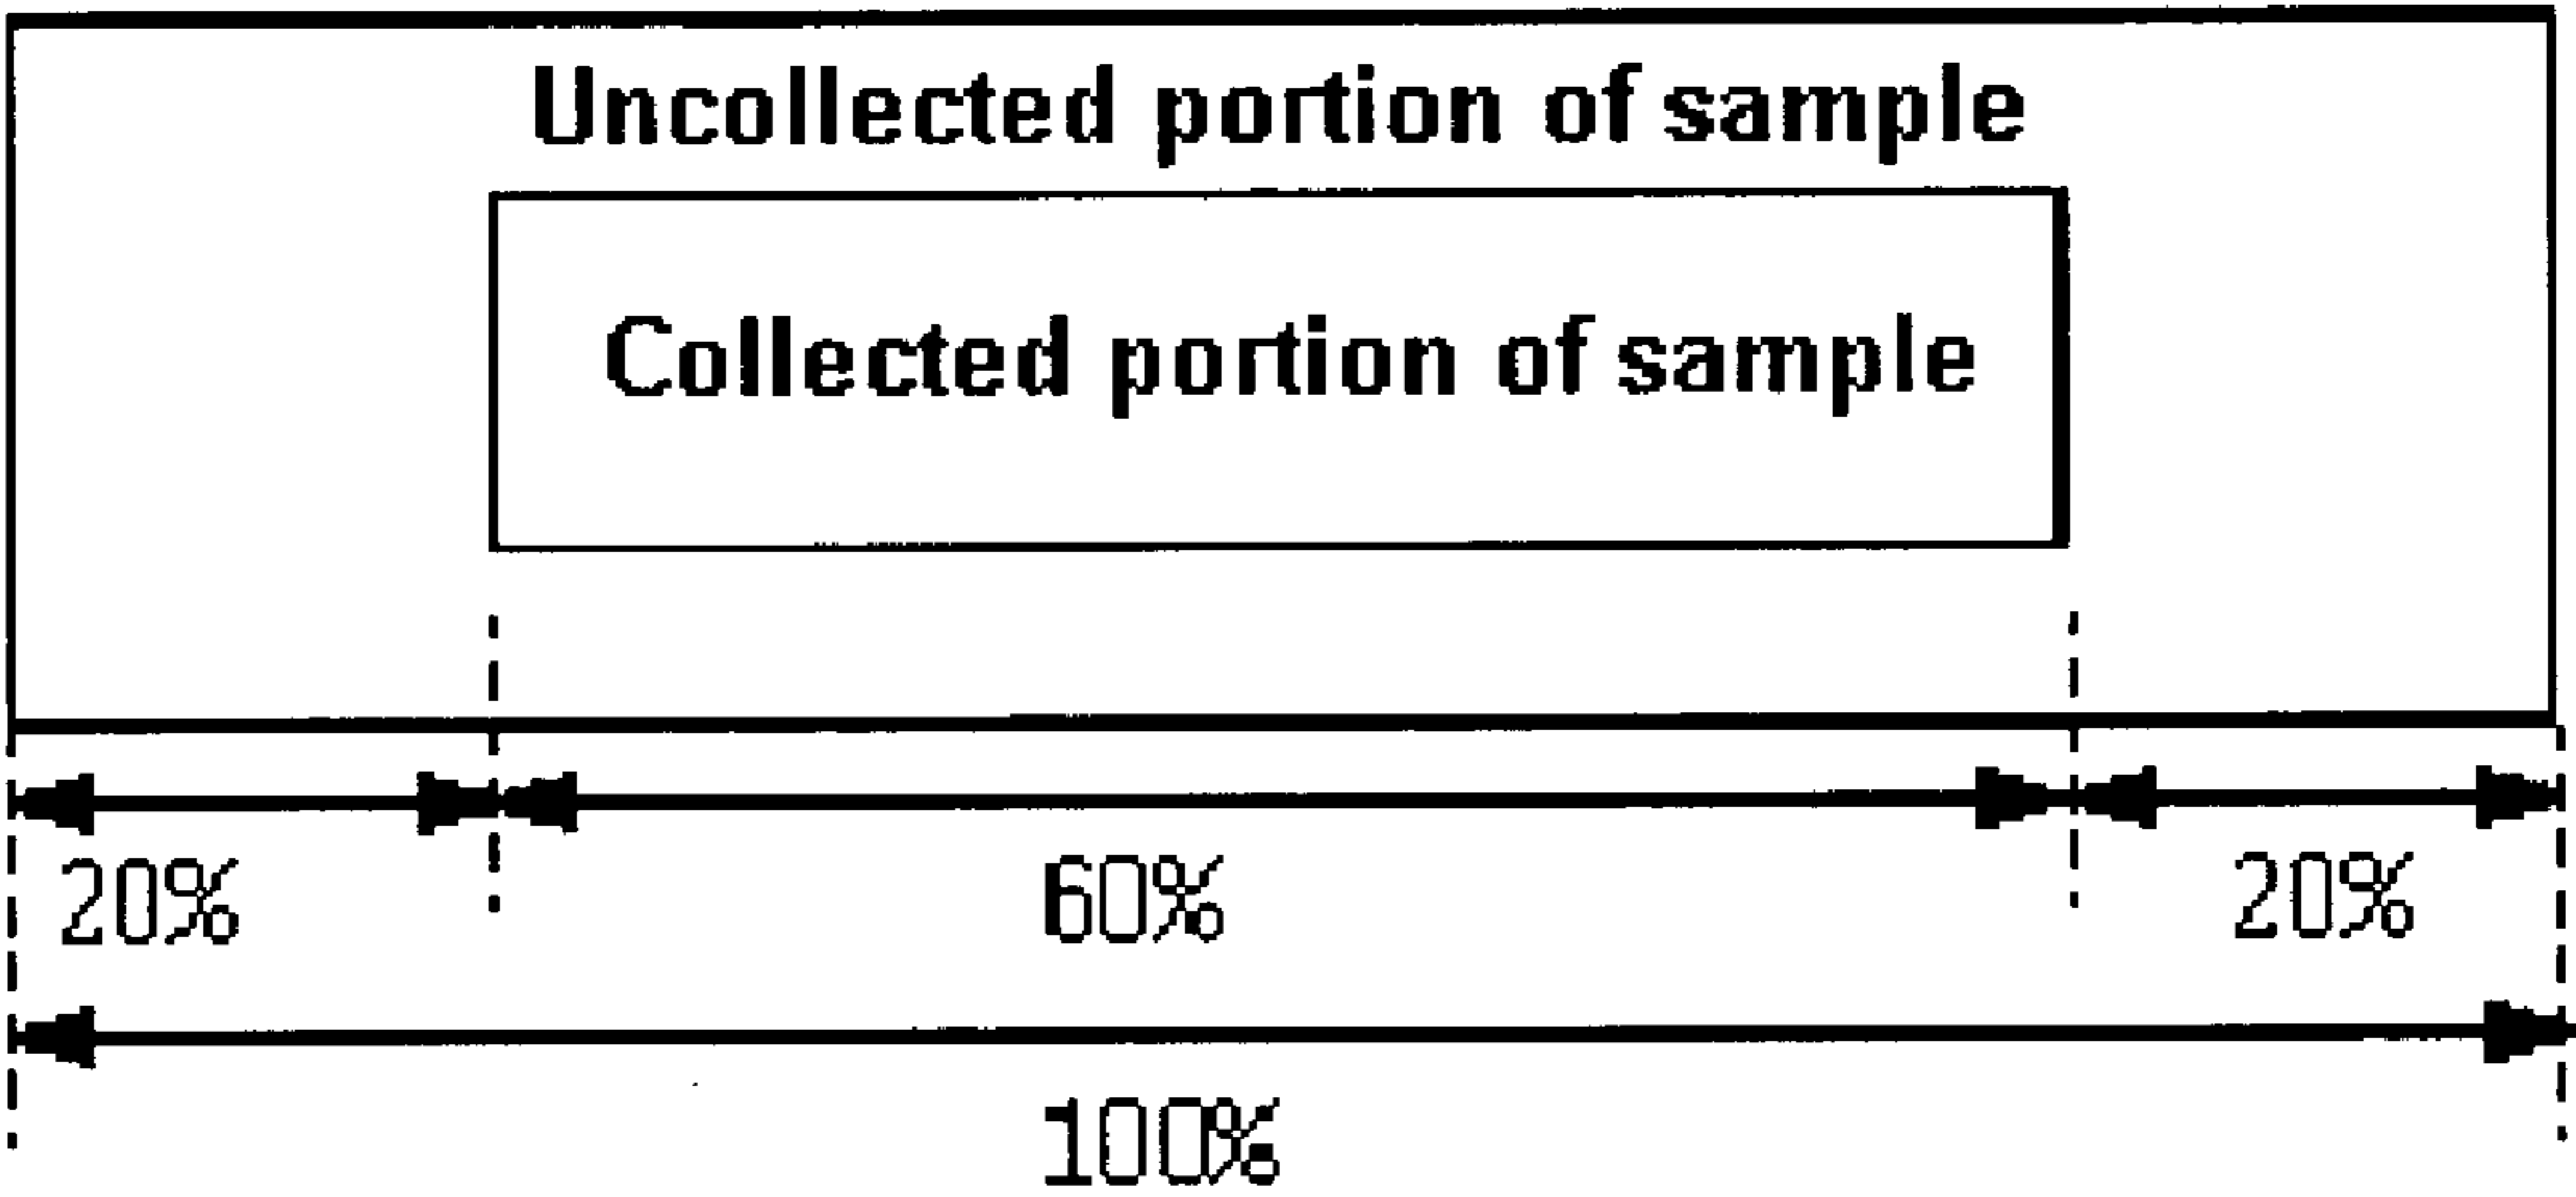 Uncollected portion of sample
Collected portion of sample
20% 60% 20%
100%